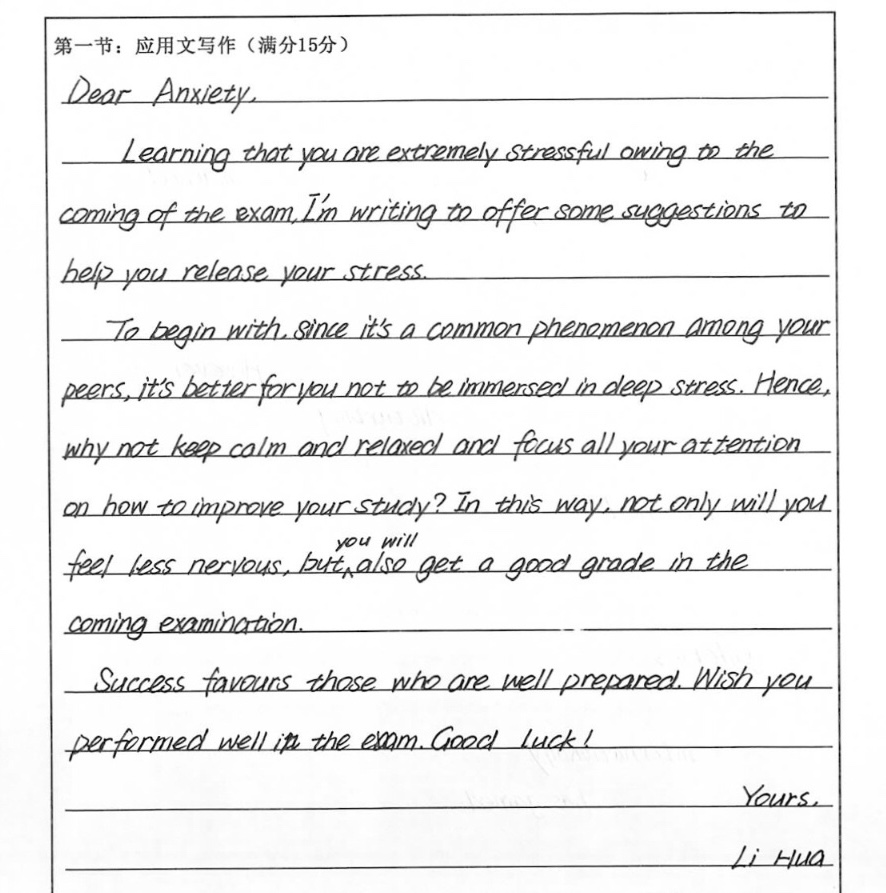 第一节：应用文写作（满分15分）
Dear Anxiety,
Learning that you are extremely stressful owing to the
coming of the exam, I'm writing to offer some suggestions to
help you release your stress.
To begin with, since it's a common phenomenon among your
peers, it's better for you not to be immersed in deep stress. Hence,
why not keep calm and relaxed and focus all your attention
on how to improve your study? In this way, not only will you
you will
feel less nervous, but also get a good grade in the
coming examination.
Success favours those who are well prepared. Wish you
performed well in the exam. Good luck!
Yours,
Li Hua